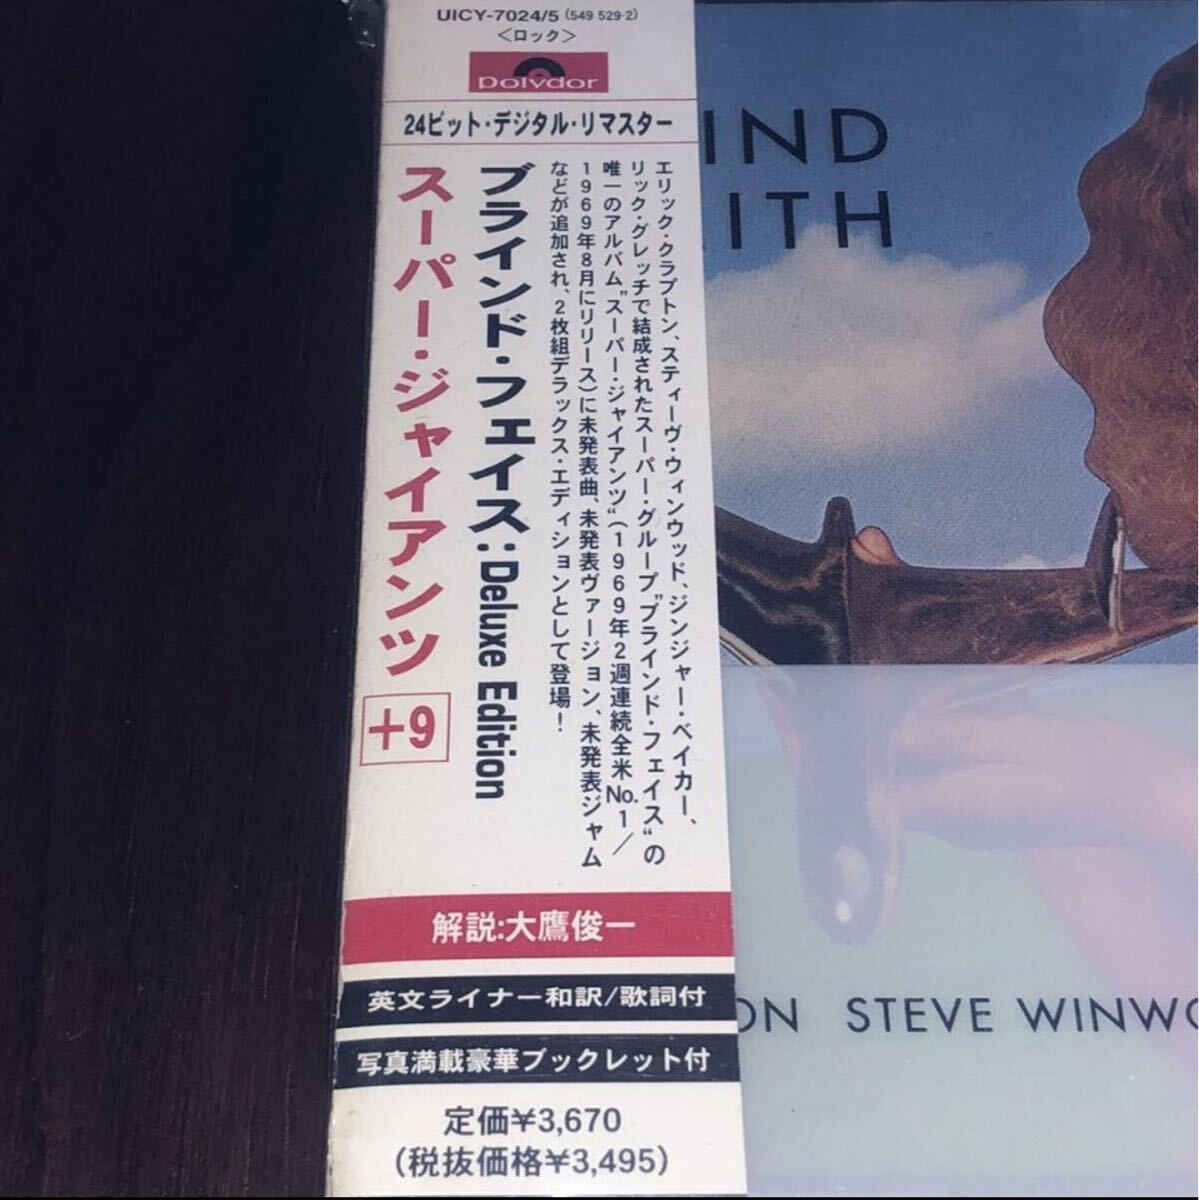 UICY-7024/5 (549 529-2)
＜ロック＞
polydor
24ビット・デジタル・リマスター
エリック・クラプトン、スティーヴ・ウィンウッド、ジンジャー・ベイカー、
リック・グレッチで結成されたスーパー・グループ"ブラインド・フェイス"の
唯一のアルバム"スーパー・ジャイアンツ"(1969年2週連続全米No.1/
1969年8月にリリース)に未発表曲、未発表ヴァージョン、未発表ジャム
などが追加され、2枚組デラックス・エディションとして登場!
ブラインド・フェイス:Deluxe Edition
スーパー・ジャイアンツ
+9
解説:大鷹俊一
英文ライナー和訳/歌詞付
写真満載豪華ブックレット付
定価¥3,670
(税抜価格¥3,495)
IND
ITH
ON STEVE WINWO